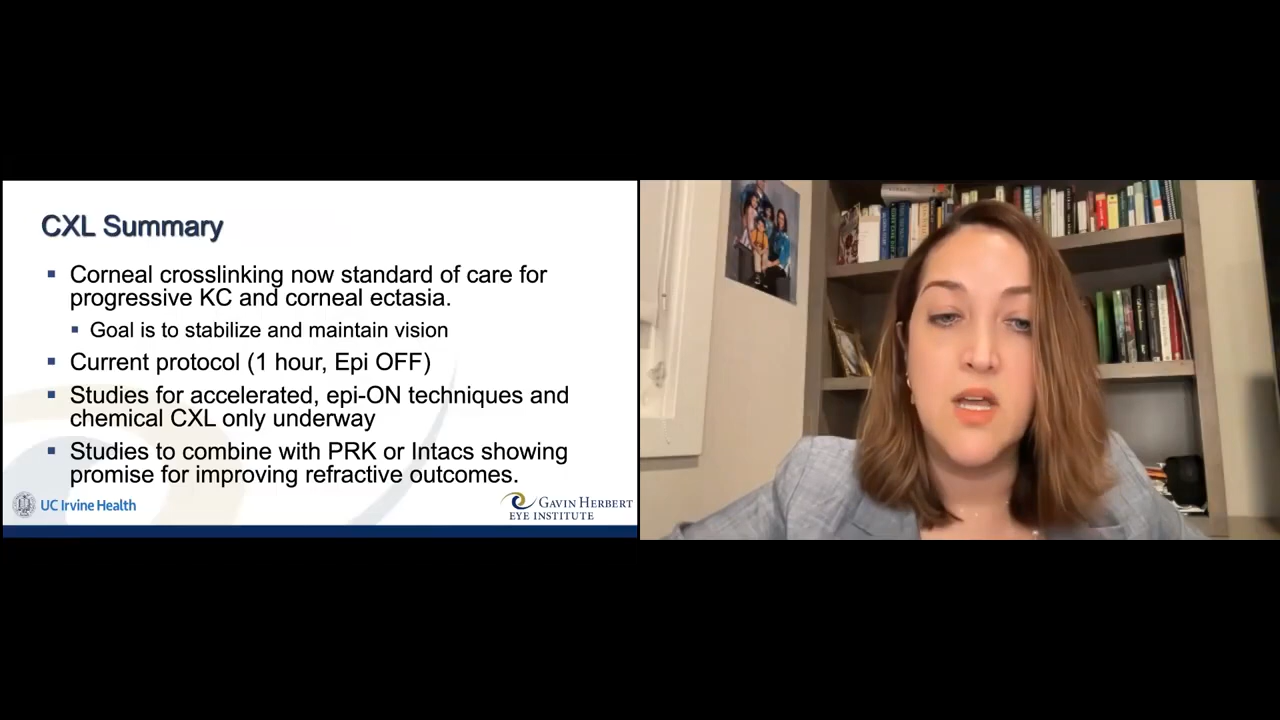 CXL Summary
Corneal crosslinking now standard of care for
progressive KC and corneal ectasia.
Goal is to stabilize and maintain vision
Current protocol (1 hour, Epi OFF)
Studies for accelerated, epi-ON techniques and
chemical CXL only underway
Studies to combine with PRK or Intacs showing
promise for improving refractive outcomes.
UC Irvine Health
GAVIN HERBERT
EYE INSTITUTE